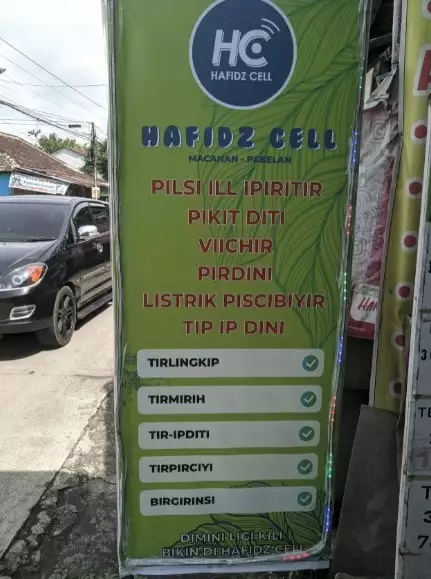 HC
HAFIDZ CELL
HAFIDZ CELL
MACANAN - PABELAN
PILSI ILL IPIRITIR
PIKIT DITI
VIICHIR
PIRDINI
LISTRIK PISCIBIYIR
TIP IP DINI
TIRLINGKIP
TIRMIRIH
TIR-IPDITI
TIRPIRCIYI
BIRGIRINSI
DIMINI LIGI KILI
BIKIN DI HAFIDZ CELL